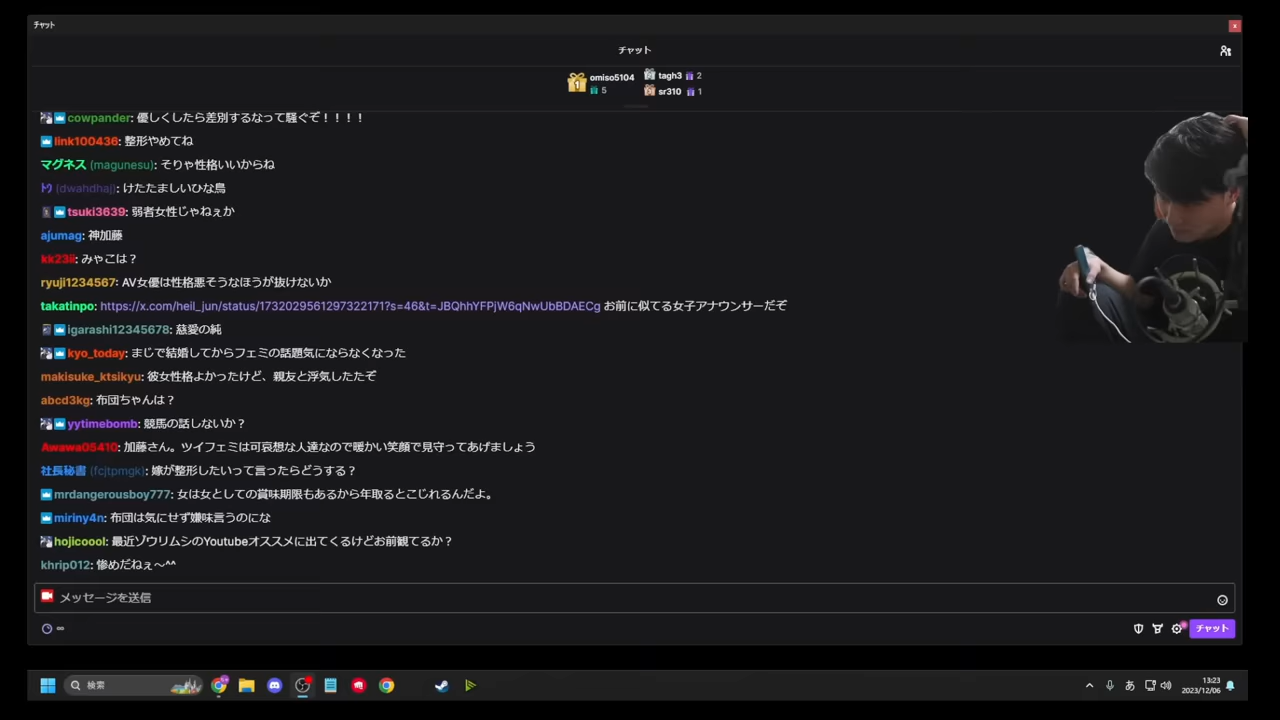 チャット
チャット
omiso5104
5
tagh3 2
sr310 1
cowpander: 優しくしたら差別するなって騒ぐぞ！！！！
link100436: 整形やめてね
マグネス (magunesu): そりゃ性格いいからね
(dwahdhaj): けたたましいひな鳥
tsuki3639: 弱者女性じゃねぇか
ajumag: 神加藤
kk23ii: みゃこは？
ryuji1234567: AV女優は性格悪そうなほうが抜けないか
takatinpo: https://x.com/heil_jun/status/1732029561297322171?s=46&t=JBQhhYFPjW6qNwUbBDAECg お前に似てる女子アナウンサーだぞ
igarashi12345678: 慈愛の純
kyo_today: まじで結婚してからフェミの話題気にならなくなった
makisuke_ktsikyu: 彼女性格よかったけど、親友と浮気したたぞ
abcd3kg: 布団ちゃんは？
yytimebomb: 競馬の話しないか？
Awawa05410: 加藤さん。ツイフェミは可哀想な人達なので暖かい笑顔で見守ってあげましょう
社長秘書 (fcjtpmgk): 嫁が整形したいって言ったらどうする？
mrdangerousboy777: 女は女としての賞味期限もあるから年取るとこじれるんだよ。
miriny4n: 布団は気にせず嫌味言うのにな
hojicoool: 最近ゾウリムシのYoutubeオススメに出てくるけどお前観てるか？
khrip012: 惨めだねぇ～^^
メッセージを送信
∞
チャット
検索
あ
13:23
2023/12/06